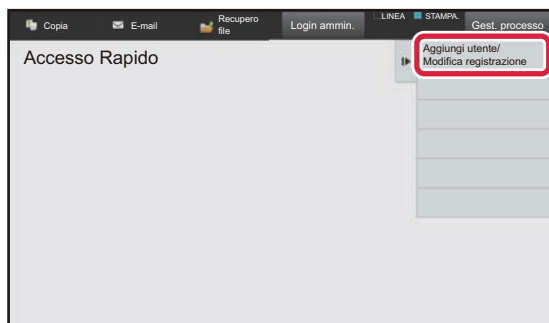 Copia
E-mail
Recupero
file
Login ammin.
LINEA
STAMPA.
Gest. processo
Accesso Rapido
Aggiungi utente/
Modifica registrazione